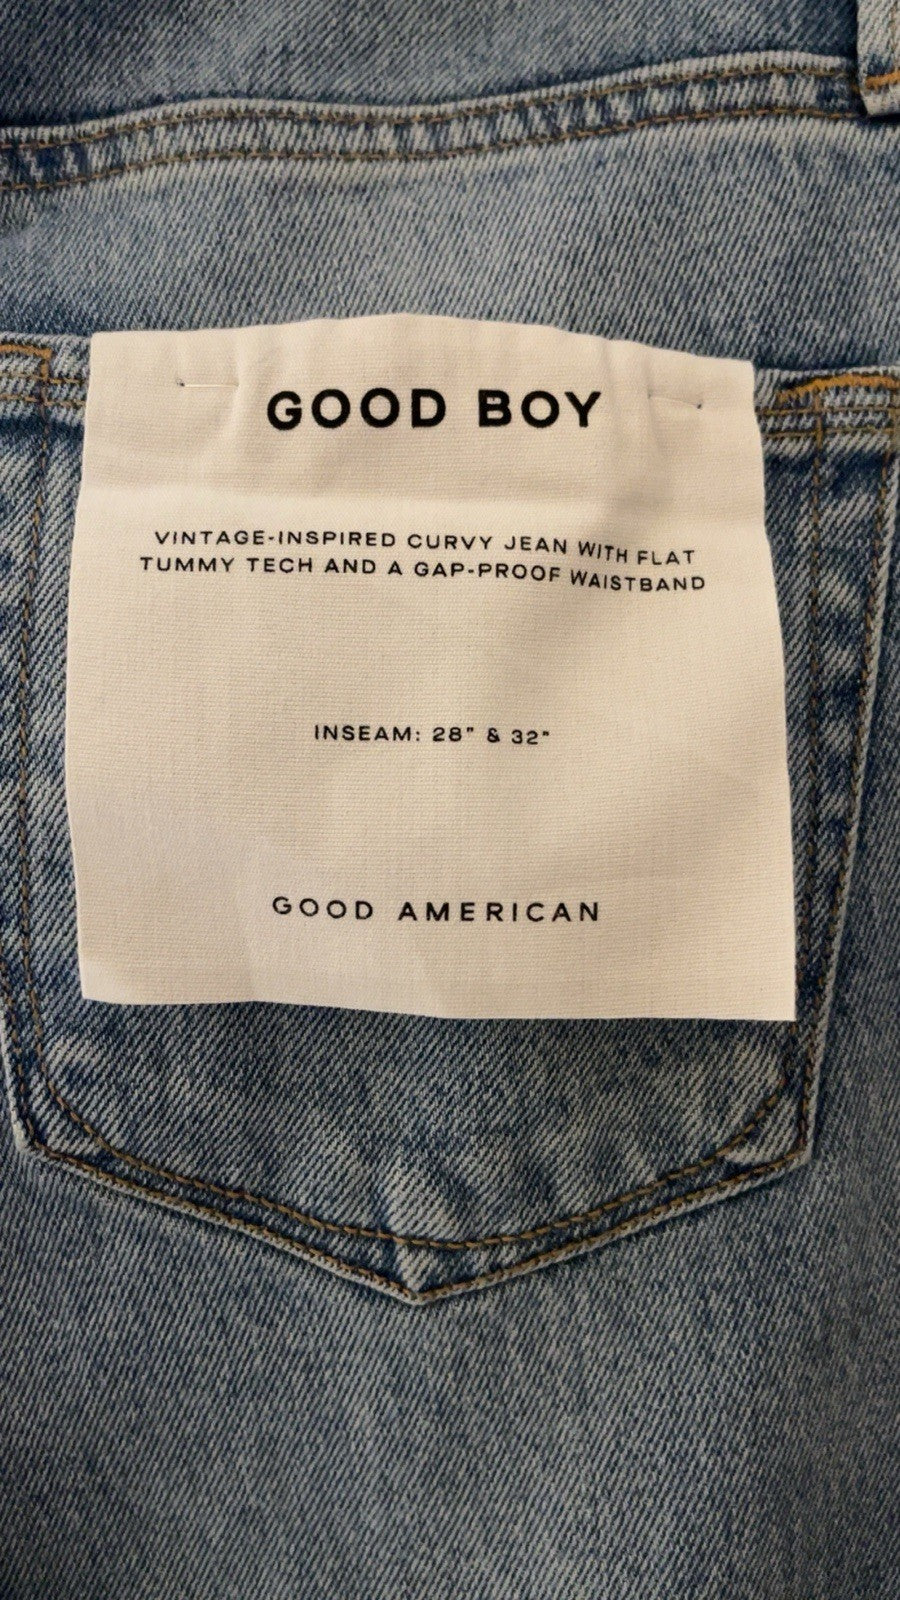 GOOD BOY
VINTAGE-INSPIRED CURVY JEAN WITH FLAT
TUMMY TECH AND A GAP-PROOF WAISTBAND
INSEAM: 28" & 32"
GOOD AMERICAN